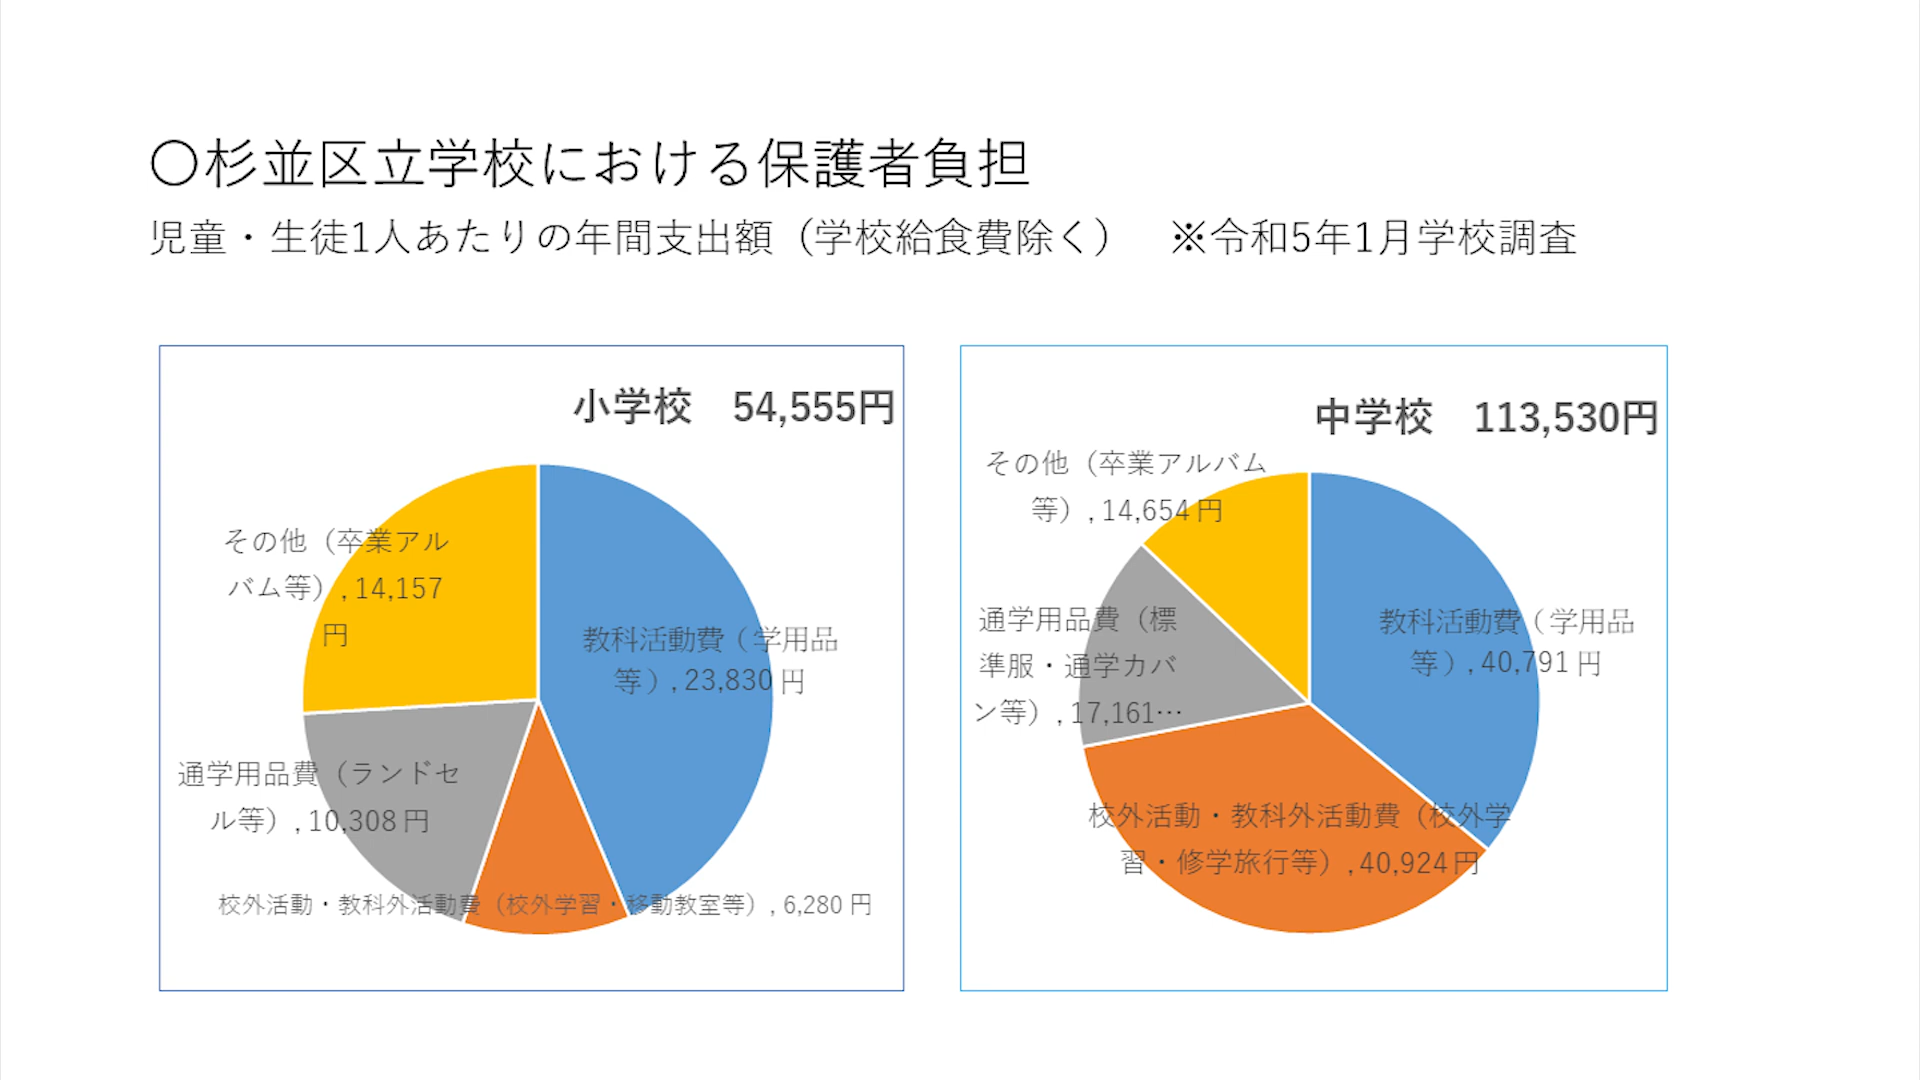 〇杉並区立学校における保護者負担
児童・生徒1人あたりの年間支出額（学校給食費除く）　※令和5年1月学校調査
小学校　54,555円
その他（卒業アル
バム等）, 14,157
円
教科活動費（学用品
等）, 23,830 円
通学用品費（ランドセ
ル等）, 10,308 円
校外活動・教科外活動費（校外学習・移動教室等）, 6,280 円
中学校　113,530円
その他（卒業アルバム
等）, 14,654 円
教科活動費（学用品
等）, 40,791 円
通学用品費（標
準服・通学カバ
ン等）, 17,161…
校外活動・教科外活動費（校外学
習・修学旅行等）, 40,924 円